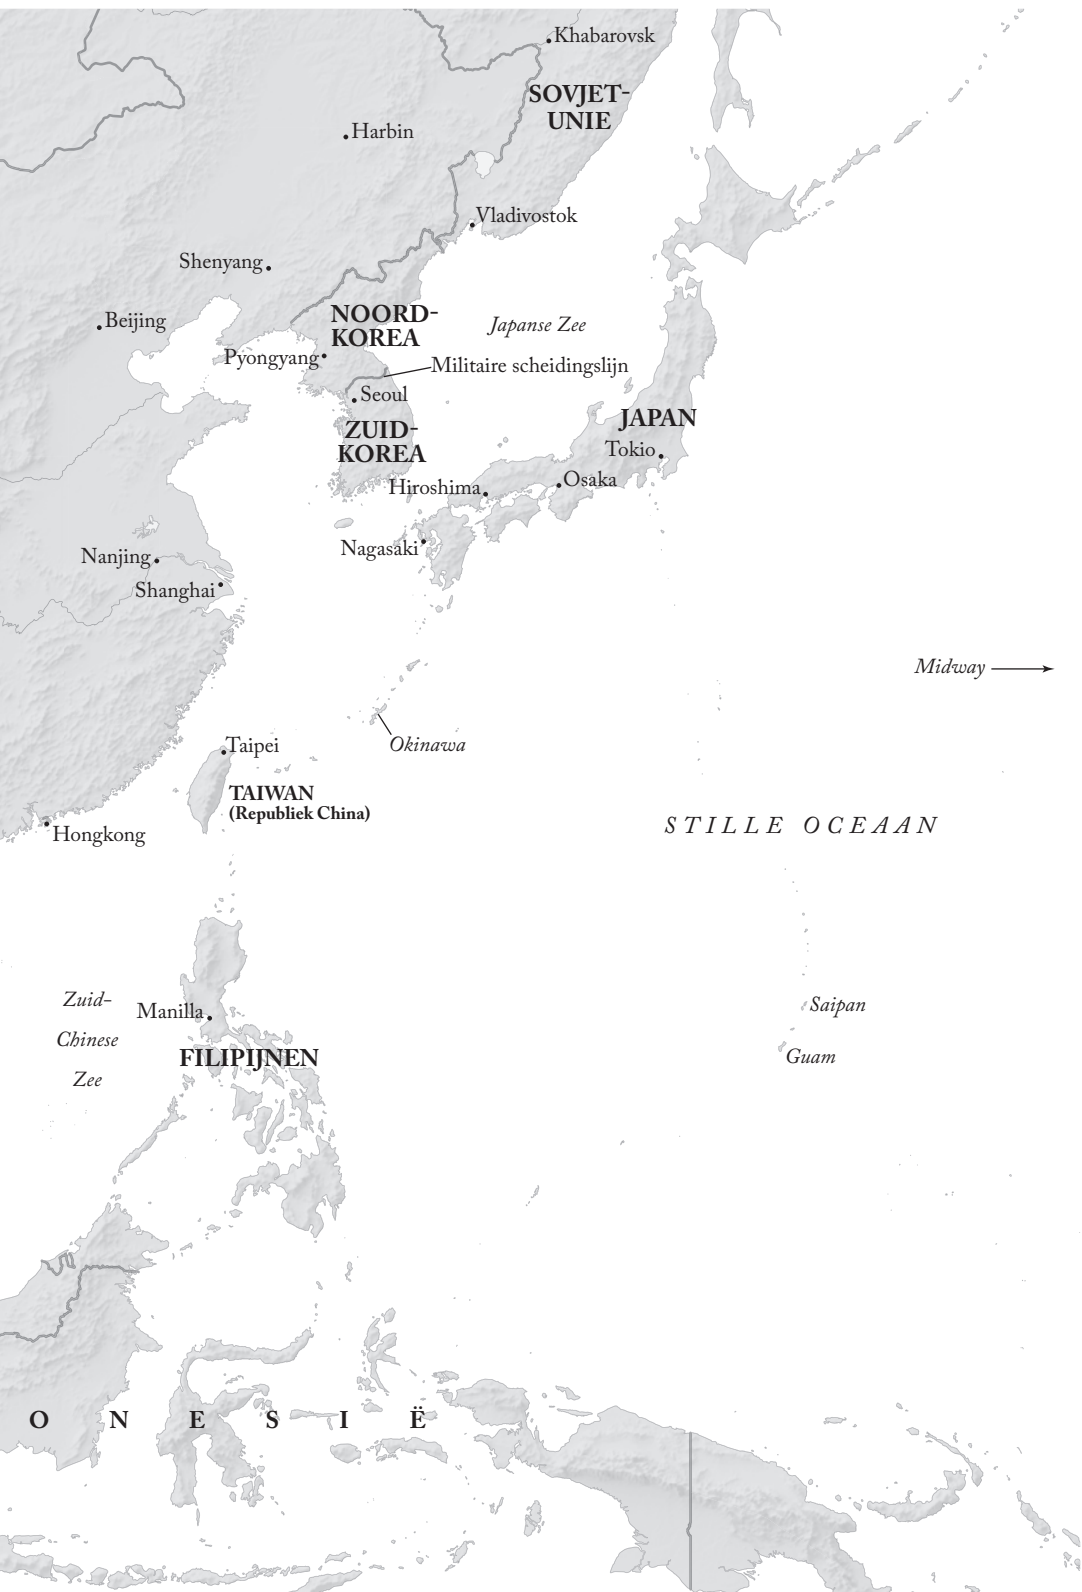 Khabarovsk
SOVJET-
UNIE
Harbin
Vladivostok
Shenyang
Beijing
NOORD-
KOREA
Japanse Zee
Pyongyang
Militaire scheidingslijn
Seoul
ZUID-
KOREA
JAPAN
Tokio
Hiroshima
Osaka
Nagasaki
Nanjing
Shanghai
Midway
Okinawa
Taipei
TAIWAN
(Republiek China)
Hongkong
STILLE OCEAAN
Zuid-
Chinese
Zee
Manilla
FILIPIJNEN
Saipan
Guam
O N E S I Ë